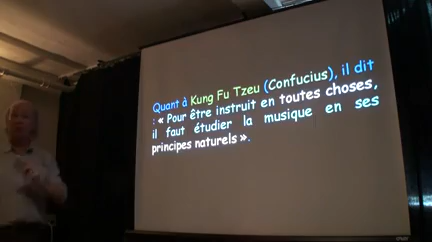 Quant à Kung Fu Tzeu (Confucius), il dit
: « Pour être instruit en toutes choses,
il faut étudier la musique en ses
principes naturels ».